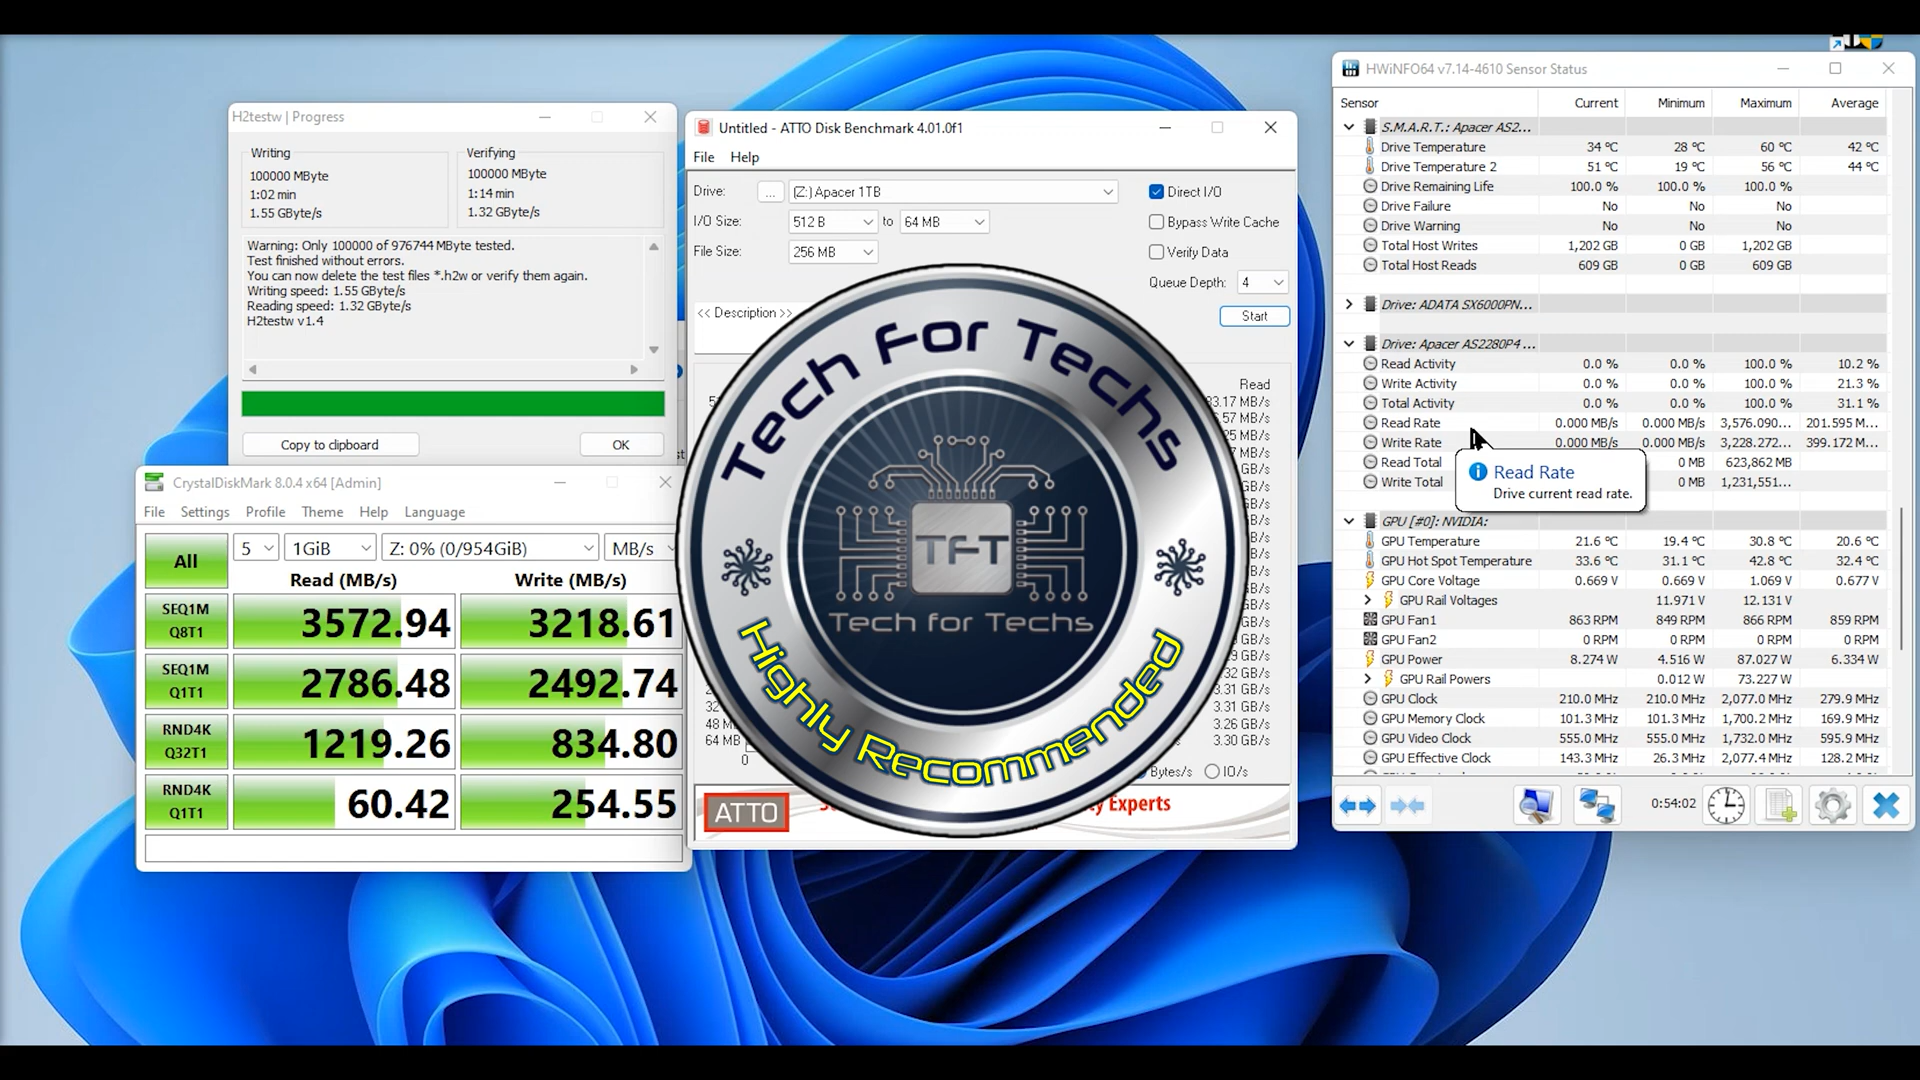 H2testw | Progress
Writing
100000 MByte
1:02 min
1.55 GByte/s
Verifying
100000 MByte
1:14 min
1.32 GByte/s
Warning: Only 100000 of 976744 MByte tested.
Test finished without errors.
You can now delete the test files *.h2w or verify them again.
Writing speed: 1.55 GByte/s
Reading speed: 1.32 GByte/s
H2testw v1.4
Copy to clipboard
OK
CrystalDiskMark 8.0.4 x64 [Admin]
File Settings Profile Theme Help Language
All 5 1GiB Z: 0% (0/954GiB) MB/s
Read (MB/s) Write (MB/s)
SEQ1M
Q8T1
3572.94 3218.61
SEQ1M
Q1T1
2786.48 2492.74
RND4K
Q32T1
1219.26 834.80
RND4K
Q1T1
60.42 254.55
Untitled - ATTO Disk Benchmark 4.01.0f1
File Help
Drive: ... (Z:) Apacer 1TB
Direct I/O
I/O Size: 512 B to 64 MB
Bypass Write Cache
File Size: 256 MB
Verify Data
Queue Depth: 4
<< Description >>
Start
Read
48 M
64 MB
0
3.31 GB/s
3.26 GB/s
3.30 GB/s
Bytes/s IO/s
ATTO
Experts
Tech For Techs
TFT
Tech for Techs
Highly Recommended
HWiNFO64 v7.14-4610 Sensor Status
Sensor Current Minimum Maximum Average
S.M.A.R.T.: Apacer AS2...
Drive Temperature 34 °C 28 °C 60 °C 42 °C
Drive Temperature 2 51 °C 19 °C 56 °C 44 °C
Drive Remaining Life 100.0 % 100.0 % 100.0 %
Drive Failure No No No
Drive Warning No No No
Total Host Writes 1,202 GB 0 GB 1,202 GB
Total Host Reads 609 GB 0 GB 609 GB
Drive: ADATA SX6000PN...
Drive: Apacer AS2280P4 ...
Read Activity 0.0 % 0.0 % 100.0 % 10.2 %
Write Activity 0.0 % 0.0 % 100.0 % 21.3 %
Total Activity 0.0 % 0.0 % 100.0 % 31.1 %
Read Rate 0.000 MB/s 0.000 MB/s 3,576.090... 201.595 M...
Write Rate 0.000 MB/s 0.000 MB/s 3,228.272... 399.172 M...
Read Total 0 MB 623,862 MB
Write Total 0 MB 1,231,551...
Read Rate
Drive current read rate.
GPU [#0]: NVIDIA:
GPU Temperature 21.6 °C 19.4 °C 30.8 °C 20.6 °C
GPU Hot Spot Temperature 33.6 °C 31.1 °C 42.8 °C 32.4 °C
GPU Core Voltage 0.669 V 0.669 V 1.069 V 0.677 V
GPU Rail Voltages 11.971 V 12.131 V
GPU Fan1 863 RPM 849 RPM 866 RPM 859 RPM
GPU Fan2 0 RPM 0 RPM 0 RPM 0 RPM
GPU Power 8.274 W 4.516 W 87.027 W 6.334 W
GPU Rail Powers 0.012 W 73.227 W
GPU Clock 210.0 MHz 210.0 MHz 2,077.0 MHz 279.9 MHz
GPU Memory Clock 101.3 MHz 101.3 MHz 1,700.2 MHz 169.9 MHz
GPU Video Clock 555.0 MHz 555.0 MHz 1,732.0 MHz 595.9 MHz
GPU Effective Clock 143.3 MHz 26.3 MHz 2,077.4 MHz 128.2 MHz
0:54:02